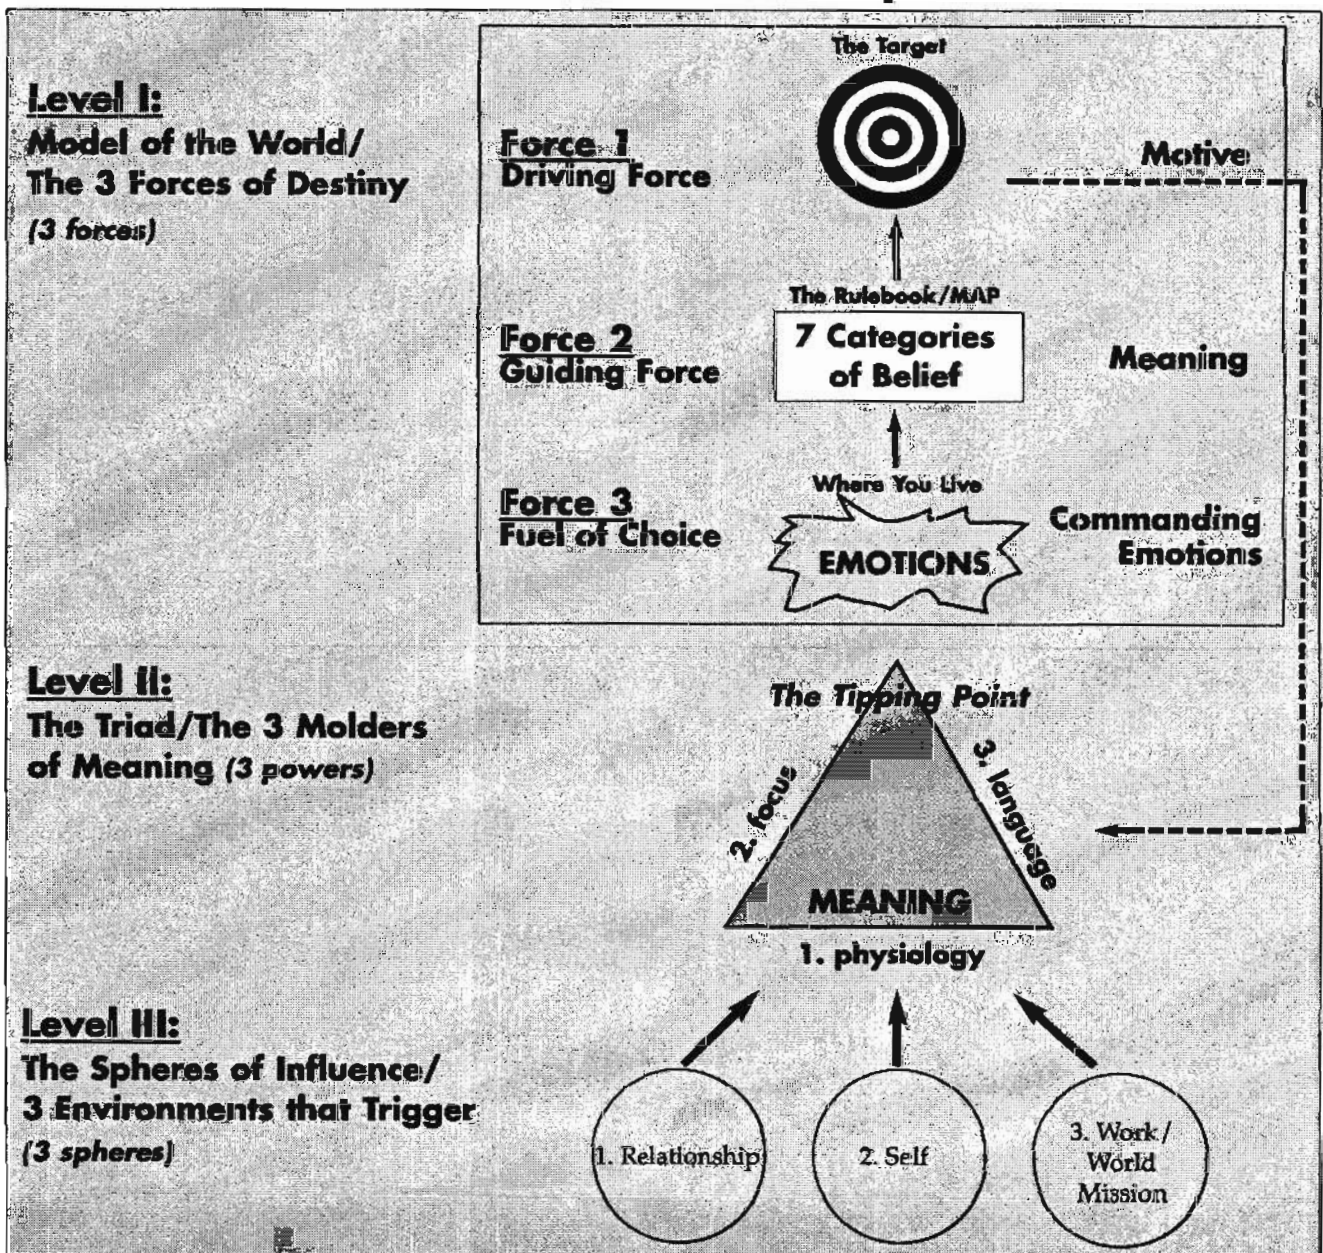 Level I:
Model of the World/
The 3 Forces of Destiny
(3 forces)
The Target
Force 1
Driving Force
Motive
The Rulebook/MAP
Force 2
Guiding Force
7 Categories
of Belief
Meaning
Where You Live
Force 3
Fuel of Choice
EMOTIONS
Commanding
Emotions
Level II:
The Triad/The 3 Molders
of Meaning (3 powers)
The Tipping Point
2. focus
3. language
MEANING
1. physiology
Level III:
The Spheres of Influence/
3 Environments that Trigger
(3 spheres)
1. Relationship
2. Self
3. Work/
World
Mission